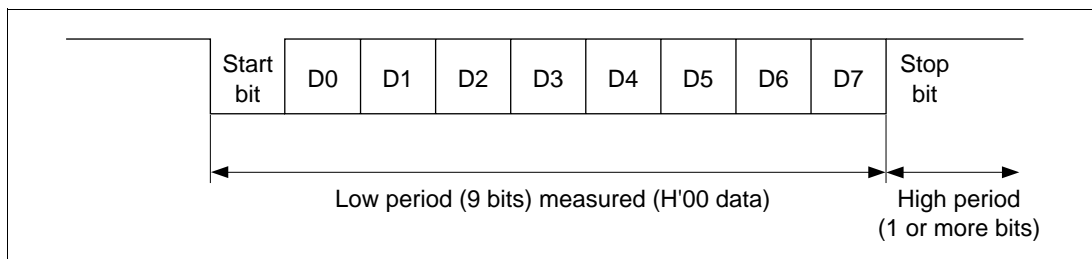 Start
bit
D0
D1
D2
D3
D4
D5
D6
D7
Stop
bit
Low period (9 bits) measured (H'00 data)
High period
(1 or more bits)